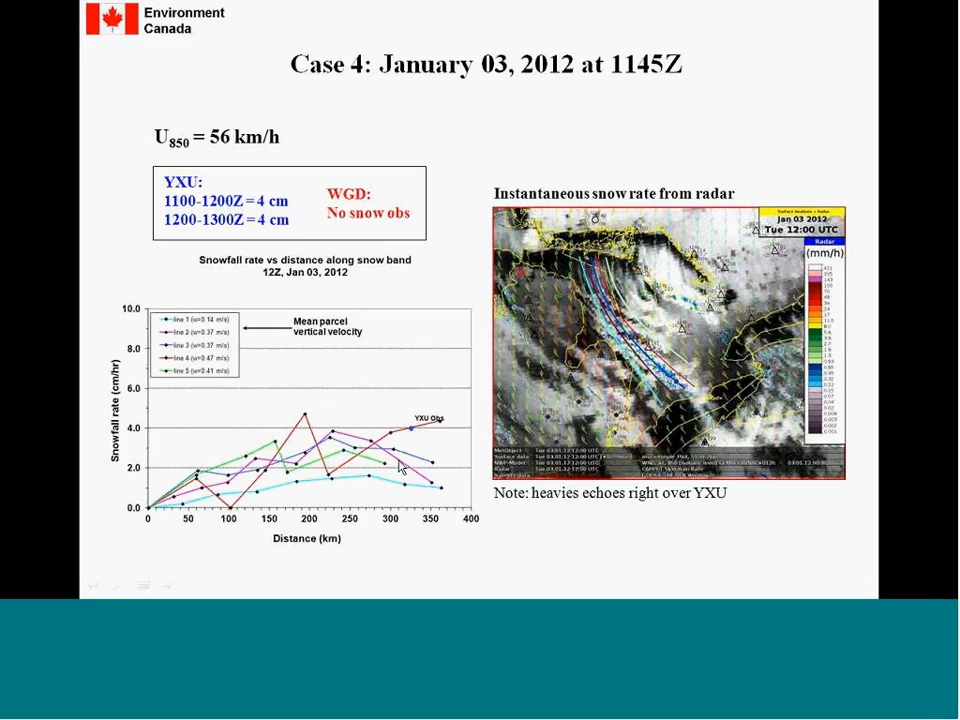 Environment
Canada
Case 4: January 03, 2012 at 1145Z
U850 = 56 km/h
YXU:
1100-1200Z = 4 cm
1200-1300Z = 4 cm
WGD:
No snow obs
Instantaneous snow rate from radar
Snowfall rate vs distance along snow band
12Z, Jan 03, 2012
10.0
8.0
6.0
4.0
2.0
0.0
Snowfall rate (cm/hr)
line 1 (w=0.14 m/s)
line 2 (w=0.37 m/s)
line 3 (w=0.37 m/s)
line 4 (w=0.47 m/s)
line 5 (w=0.41 m/s)
Mean parcel
vertical velocity
YXU Obs
0 50 100 150 200 250 300 350 400
Distance (km)
Surface Analysis + Radar
Jan 03 2012
Tue 12:00 UTC
Radar
(mm/h)
Note: heavies echoes right over YXU